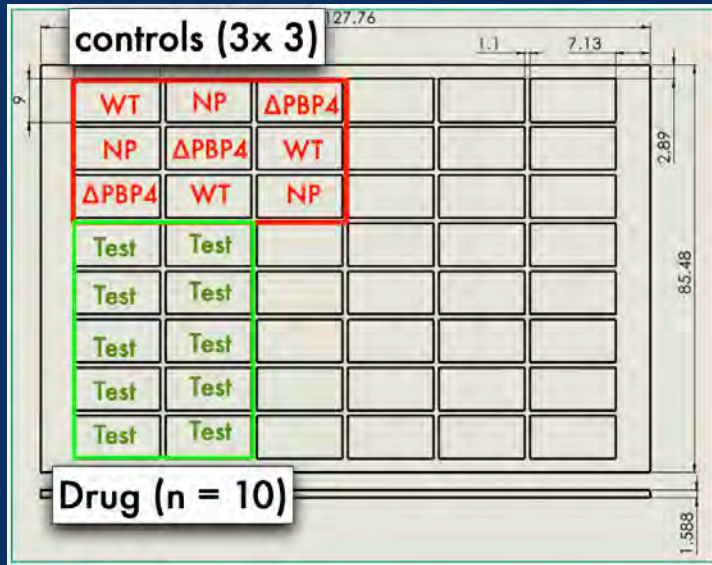 127.76
controls (3x 3)
1.1 7.13
9
WT NP ΔPBP4
NP ΔPBP4 WT
ΔPBP4 WT NP
2.89
Test Test
Test Test
Test Test
Test Test
Test Test
85.48
Drug (n = 10)
1.588